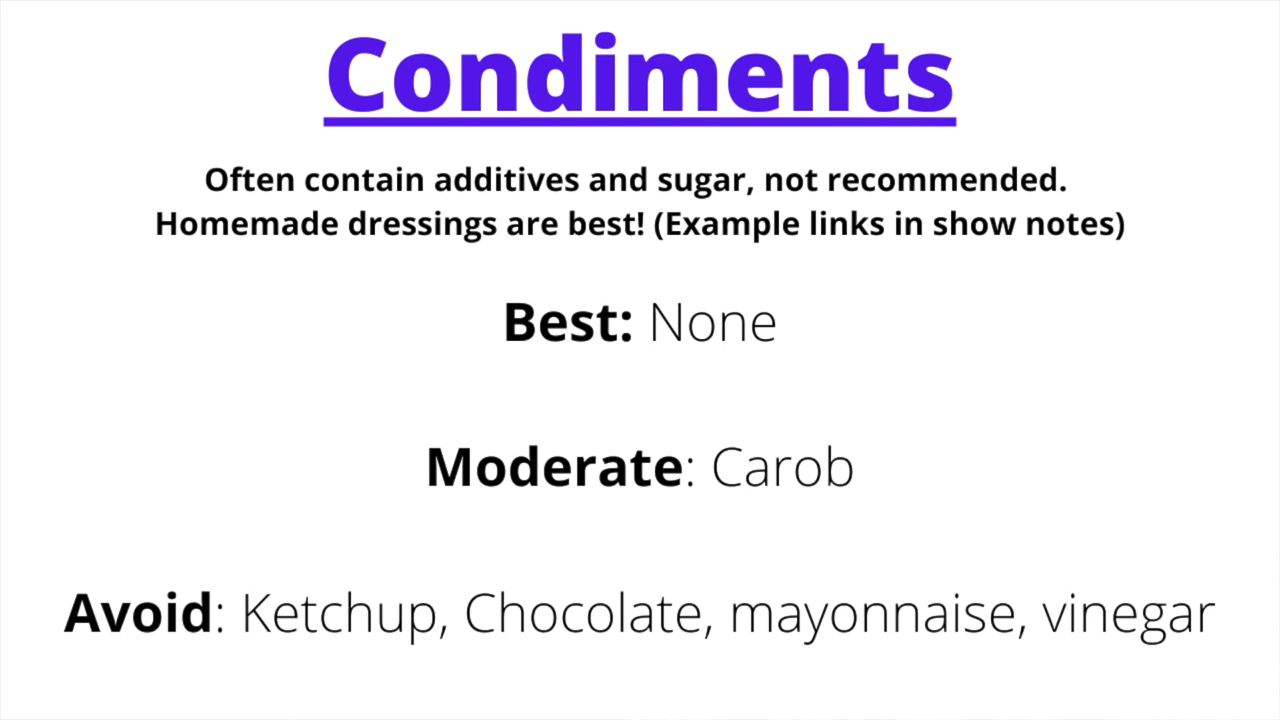 Condiments
Often contain additives and sugar, not recommended.
Homemade dressings are best! (Example links in show notes)
Best: None
Moderate: Carob
Avoid: Ketchup, Chocolate, mayonnaise, vinegar